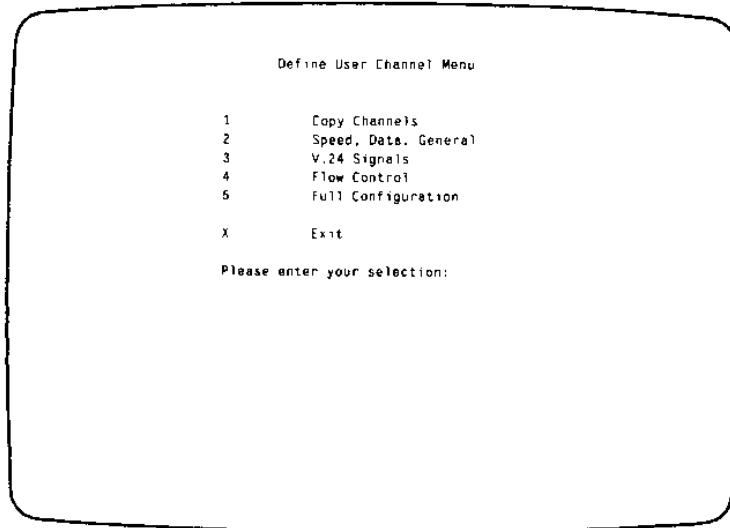 Define User Channel Menu
1 Copy Channels
2 Speed, Data. General
3 V.24 Signals
4 Flow Control
5 Full Configuration
X Exit
Please enter your selection: